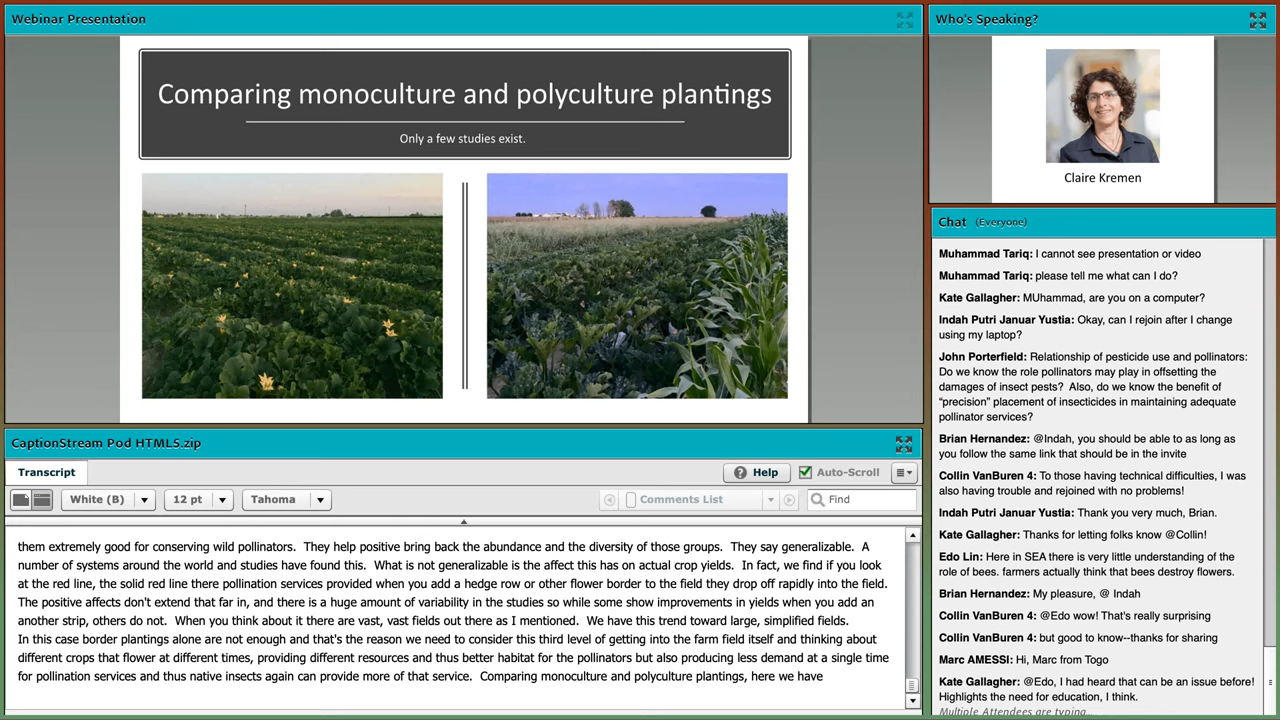 Webinar Presentation
Comparing monoculture and polyculture plantings
Only a few studies exist.
Who's Speaking?
Claire Kremen
Chat (Everyone)
Muhammad Tariq: I cannot see presentation or video
Muhammad Tariq: please tell me what can I do?
Kate Gallagher: MUhammad, are you on a computer?
Indah Putri Januar Yustia: Okay, can I rejoin after I change
using my laptop?
John Porterfield: Relationship of pesticide use and pollinators:
Do we know the role pollinators may play in offsetting the
damages of insect pests? Also, do we know the benefit of
“precision” placement of insecticides in maintaining adequate
pollinator services?
Brian Hernandez: @Indah, you should be able to as long as
you follow the same link that should be in the invite
Collin VanBuren 4: To those having technical difficulties, I was
also having trouble and rejoined with no problems!
Indah Putri Januar Yustia: Thank you very much, Brian.
Kate Gallagher: Thanks for letting folks know @Collin!
Edo Lin: Here in SEA there is very little understanding of the
role of bees. farmers actually think that bees destroy flowers.
Brian Hernandez: My pleasure, @ Indah
Collin VanBuren 4: @Edo wow! That's really surprising
Collin VanBuren 4: but good to know--thanks for sharing
Marc AMESSI: Hi, Marc from Togo
Kate Gallagher: @Edo, I had heard that can be an issue before!
Highlights the need for education, I think.
Multiple Attendees are typing...
CaptionStream Pod HTML5.zip
Transcript
Help
Auto-Scroll
White (B)
12 pt
Tahoma
Comments List
Find
them extremely good for conserving wild pollinators. They help positive bring back the abundance and the diversity of those groups. They say generalizable. A
number of systems around the world and studies have found this. What is not generalizable is the affect this has on actual crop yields. In fact, we find if you look
at the red line, the solid red line there pollination services provided when you add a hedge row or other flower border to the field they drop off rapidly into the field.
The positive affects don't extend that far in, and there is a huge amount of variability in the studies so while some show improvements in yields when you add an
another strip, others do not. When you think about it there are vast, vast fields out there as I mentioned. We have this trend toward large, simplified fields.
In this case border plantings alone are not enough and that's the reason we need to consider this third level of getting into the farm field itself and thinking about
different crops that flower at different times, providing different resources and thus better habitat for the pollinators but also producing less demand at a single time
for pollination services and thus native insects again can provide more of that service. Comparing monoculture and polyculture plantings, here we have